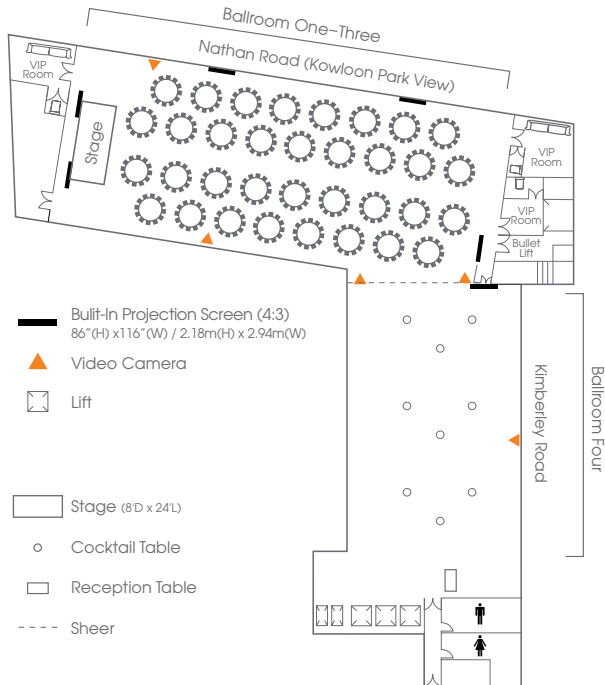 Ballroom One–Three
Nathan Road (Kowloon Park View)
VIP
Room
Stage
VIP
Room
VIP
Room
Bullet
Lift
Bulit-In Projection Screen (4:3)
86”(H) x116”(W) / 2.18m(H) x 2.94m(W)
Video Camera
Lift
Kimberley Road
Ballroom Four
Stage (8'D x 24'L)
Cocktail Table
Reception Table
Sheer